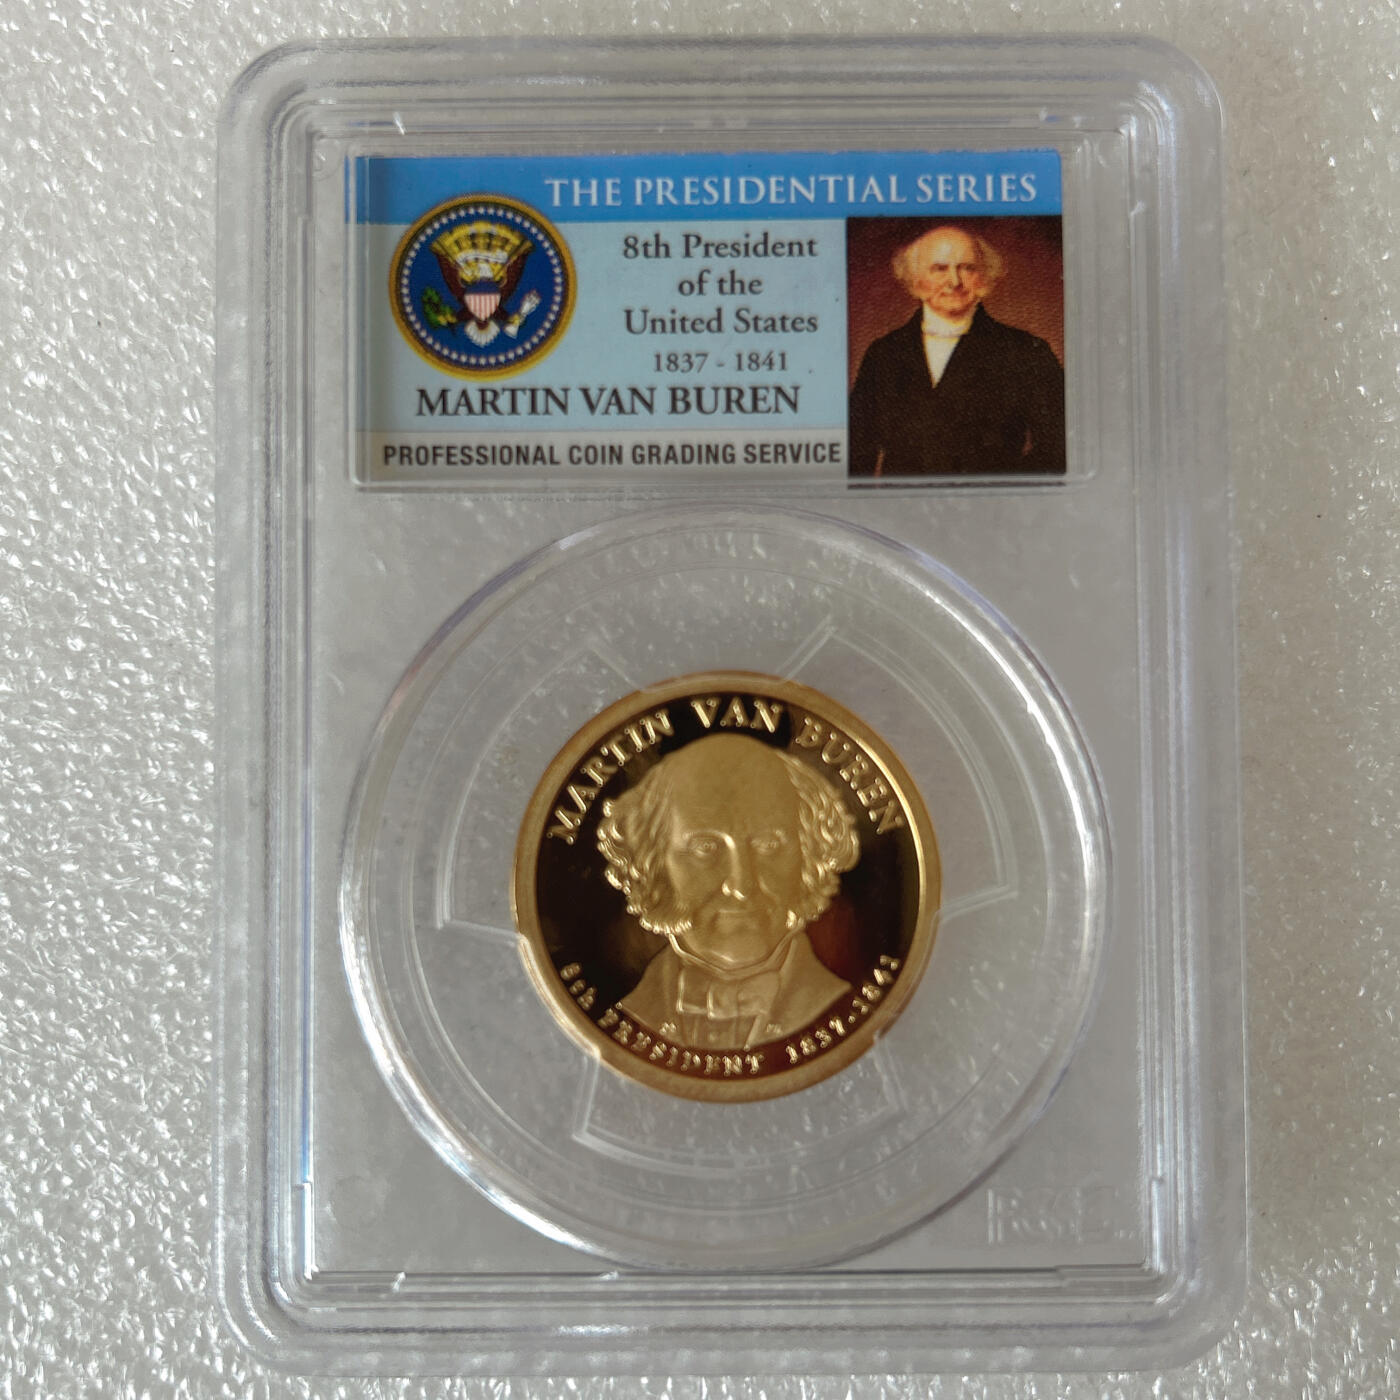 THE PRESIDENTIAL SERIES
8th President
of the
United States
1837 - 1841
MARTIN VAN BUREN
PROFESSIONAL COIN GRADING SERVICE
MARTIN VAN BUREN
8th PRESIDENT 1837-1841